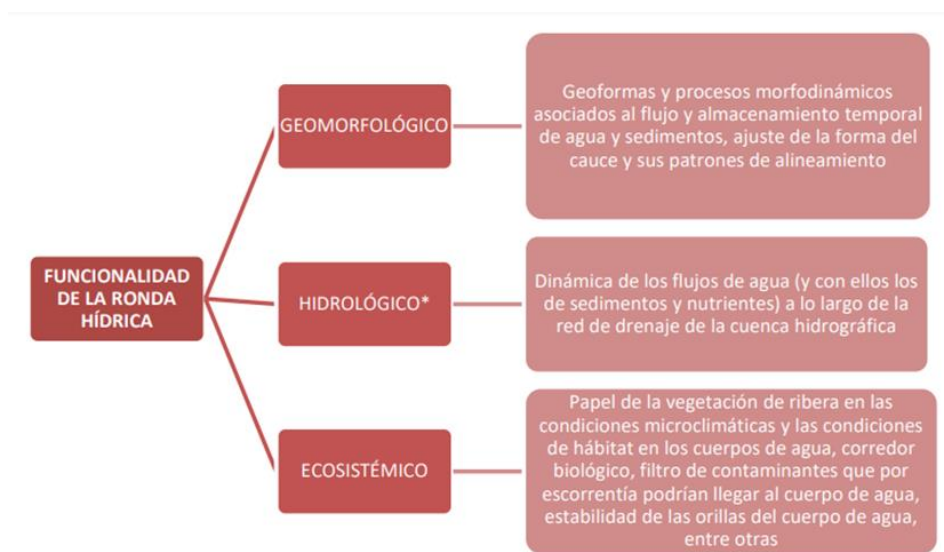 FUNCIONALIDAD
DE LA RONDA
HÍDRICA
GEOMORFOLÓGICO
Geoformas y procesos morfodinámicos
asociados al flujo y almacenamiento temporal
de agua y sedimentos, ajuste de la forma del
cauce y sus patrones de alineamiento
HIDROLÓGICO*
Dinámica de los flujos de agua (y con ellos los
de sedimentos y nutrientes) a lo largo de la
red de drenaje de la cuenca hidrográfica
ECOSISTÉMICO
Papel de la vegetación de ribera en las
condiciones microclimáticas y las condiciones
de hábitat en los cuerpos de agua, corredor
biológico, filtro de contaminantes que por
escorrentía podrían llegar al cuerpo de agua,
estabilidad de las orillas del cuerpo de agua,
entre otras